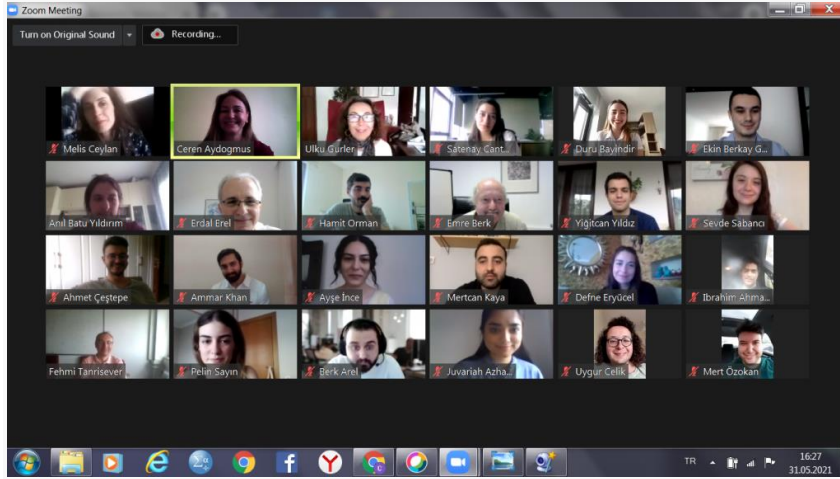 Zoom Meeting
Turn on Original Sound
Recording...
Melis Ceylan
Ceren Aydogmus
Ulku Gurler
Satenay Cant...
Duru Bayindir
Ekin Berkay G...
Anıl Batu Yıldırım
Erdal Erel
Hamit Orman
Emre Berk
Yiğitcan Yıldız
Sevde Sabancı
Ahmet Çeştepe
Ammar Khan
Ayşe İnce
Mertcan Kaya
Defne Eryücel
Ibrahim Ahma...
Fehmi Tanrisever
Pelin Sayın
Berk Arel
Juvariah Azha...
Uygur Celik
Mert Özokan
TR
16:27
31.05.2021